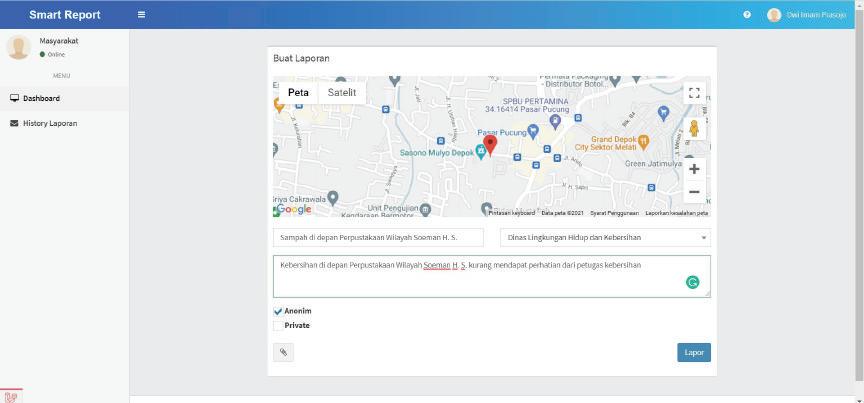 Smart Report
Dwi Imam Prasojo
Masyarakat
Online
MENU
Dashboard
History Laporan
Buat Laporan
Peta
Satelit
Permata Packaging
- Distributor Botol...
SPBU PERTAMINA
34.16414 Pasar Pucung
Pasar Pucung
Grand Depok
City Sektor Melati
Sasono Mulyo Depok
Green Jatimulya
Griya Cakrawala
Unit Pengujian
Kendaraan Bermotor
Google
Pintasan keyboard
Data peta ©2021
Syarat Penggunaan
Laporkan kesalahan peta
Sampah di depan Perpustakaan Wilayah Soeman H. S.
Dinas Lingkungan Hidup dan Kebersihan
Kebersihan di depan Perpustakaan Wilayah Soeman H. S. kurang mendapat perhatian dari petugas kebersihan
Anonim
Private
Lapor